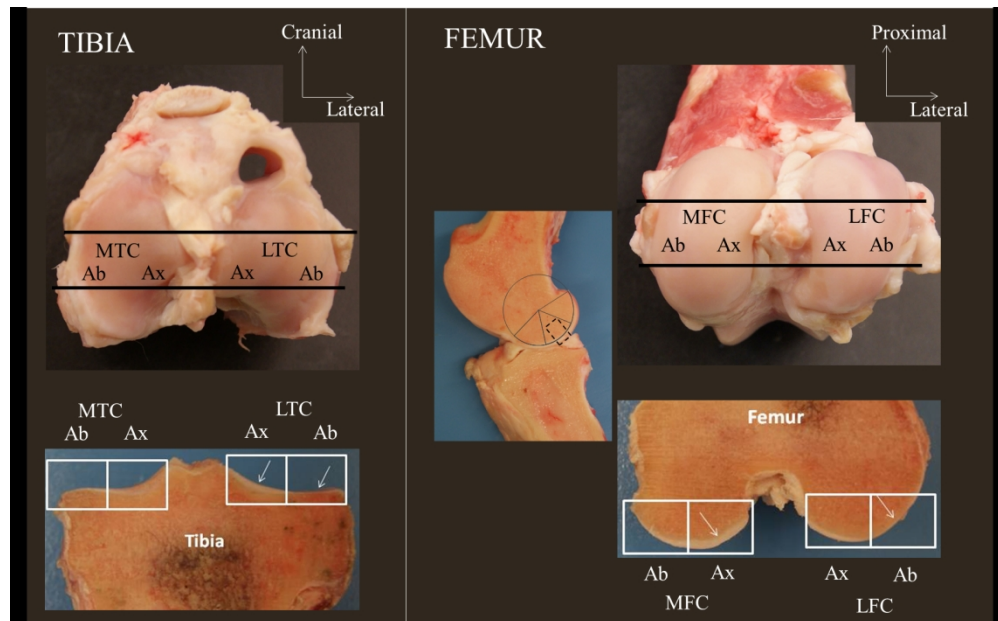 TIBIA
Cranial
Lateral
MTC
LTC
Ab
Ax
Ax
Ab
MTC
LTC
Ab
Ax
Ax
Ab
Tibia
FEMUR
Proximal
Lateral
MFC
LFC
Ab
Ax
Ax
Ab
Femur
Ab
Ax
Ax
Ab
MFC
LFC